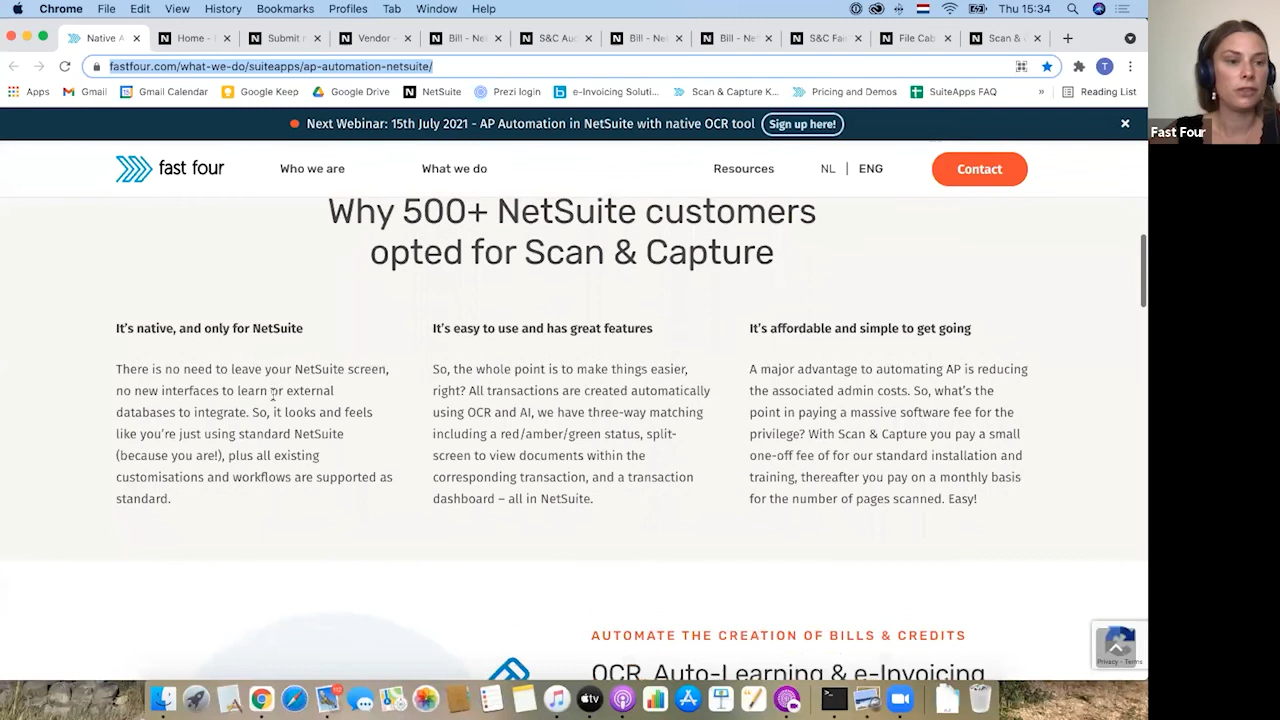 Chrome File Edit View History Bookmarks Profiles Tab Window Help Thu 15:34
Native A Home - Submit r Vendor - Bill - Ne S&C Au Bill - Ne Bill - Ne S&C Fai File Cab Scan &
fastfour.com/what-we-do/suiteapps/ap-automation-netsuite/
Apps Gmail Gmail Calendar Google Keep Google Drive NetSuite Prezi login e-Invoicing Soluti... Scan & Capture K... Pricing and Demos SuiteApps FAQ » Reading List
Next Webinar: 15th July 2021 - AP Automation in NetSuite with native OCR tool Sign up here!
Fast Four
fast four Who we are What we do Resources NL | ENG Contact
Why 500+ NetSuite customers
opted for Scan & Capture
It's native, and only for NetSuite
There is no need to leave your NetSuite screen,
no new interfaces to learn or external
databases to integrate. So, it looks and feels
like you're just using standard NetSuite
(because you are!), plus all existing
customisations and workflows are supported as
standard.
It's easy to use and has great features
So, the whole point is to make things easier,
right? All transactions are created automatically
using OCR and AI, we have three-way matching
including a red/amber/green status, split-
screen to view documents within the
corresponding transaction, and a transaction
dashboard – all in NetSuite.
It's affordable and simple to get going
A major advantage to automating AP is reducing
the associated admin costs. So, what's the
point in paying a massive software fee for the
privilege? With Scan & Capture you pay a small
one-off fee of for our standard installation and
training, thereafter you pay on a monthly basis
for the number of pages scanned. Easy!
AUTOMATE THE CREATION OF BILLS & CREDITS
OCR, Auto-Learning & e-Invoicing
Privacy - Terms